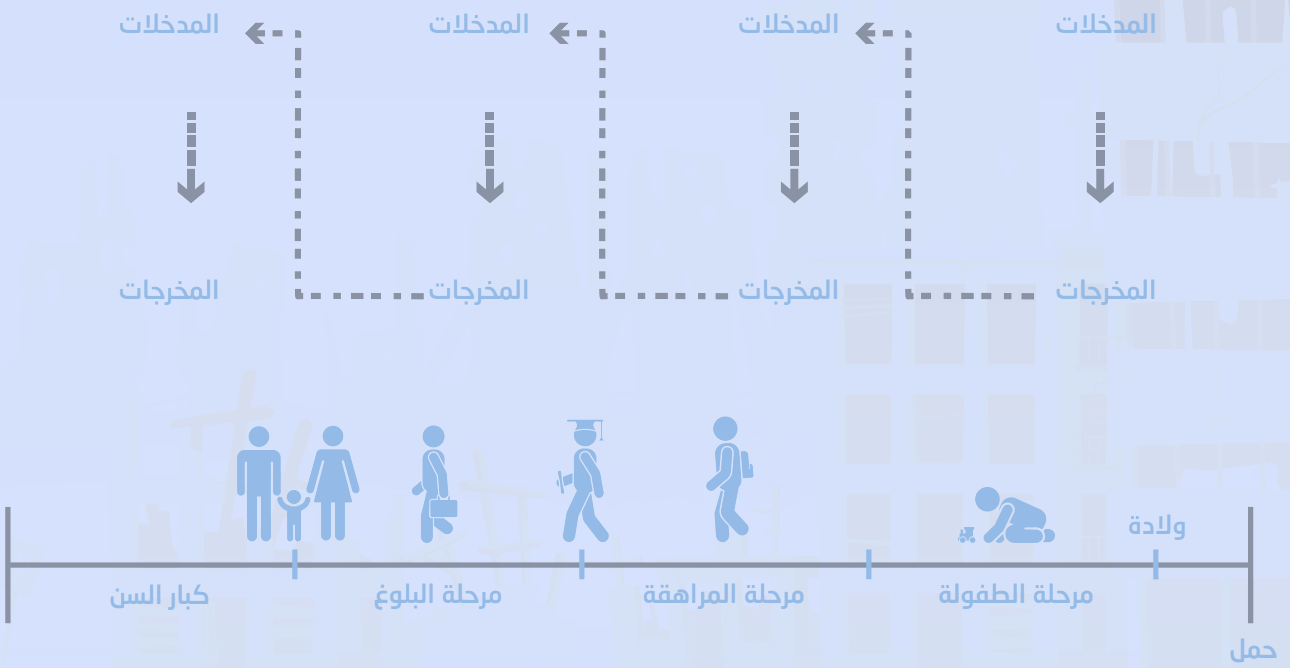 المدخلات المدخلات المدخلات المدخلات
المخرجات المخرجات المخرجات المخرجات
ولادة
مرحلة الطفولة مرحلة المراهقة مرحلة البلوغ كبار السن
حمل